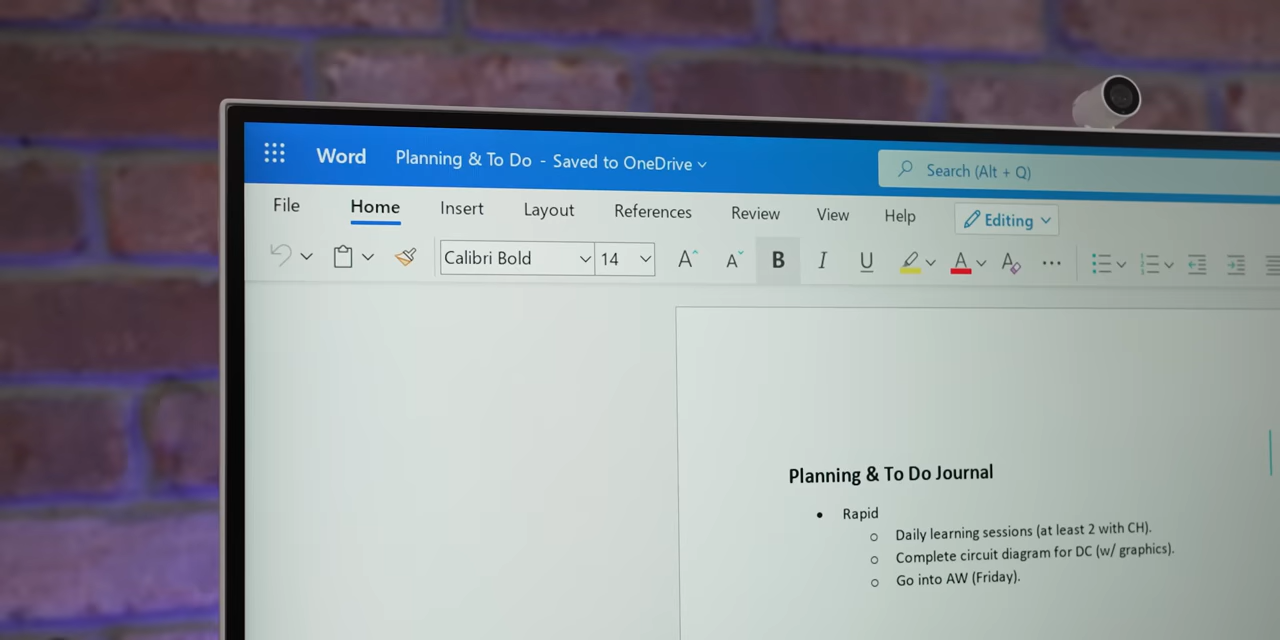 Word Planning & To Do - Saved to OneDrive Search (Alt + Q)
File Home Insert Layout References Review View Help Editing
Calibri Bold 14 A A B I U A A
Planning & To Do Journal
• Rapid
o Daily learning sessions (at least 2 with CH).
o Complete circuit diagram for DC (w/ graphics).
o Go into AW (Friday).